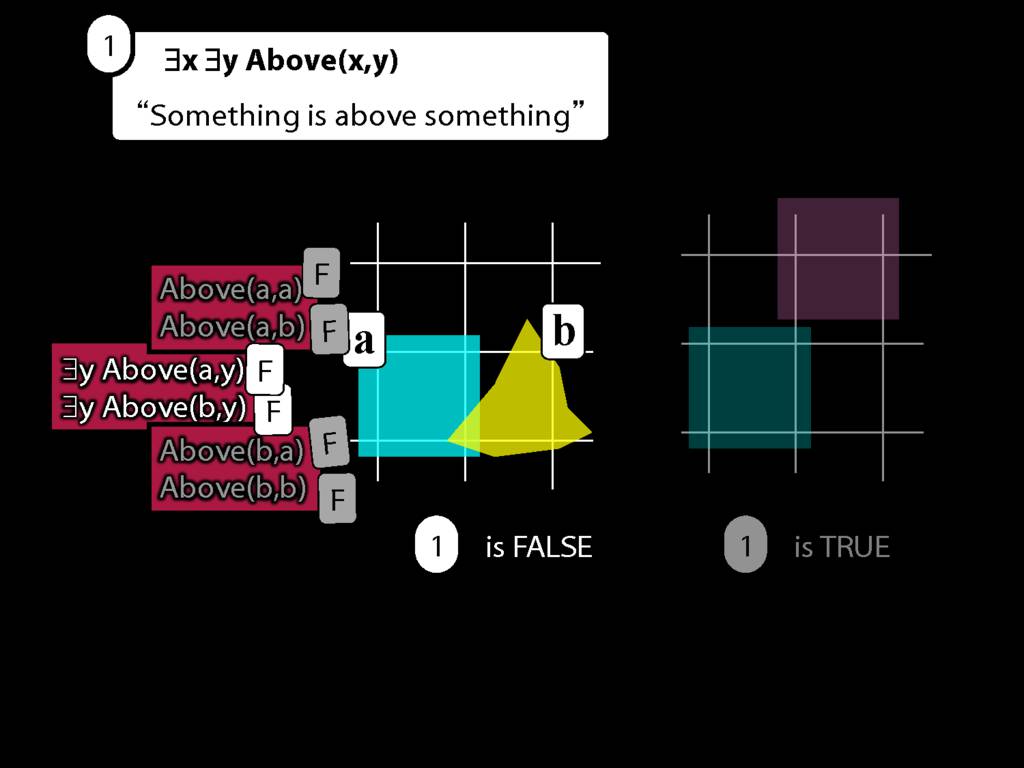 1
∃x ∃y Above(x,y)
“Something is above something”
Above(a,a) F
Above(a,b) F
a
b
∃y Above(a,y) F
∃y Above(b,y) F
Above(b,a) F
Above(b,b) F
1 is FALSE
1 is TRUE